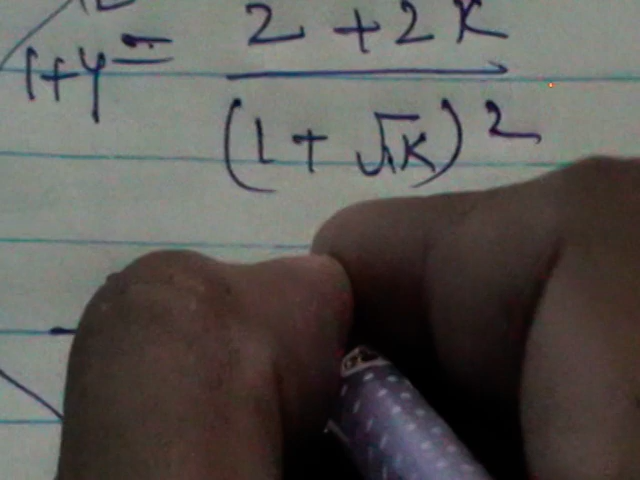 1+y = 2 + 2K / (1 + √K)²